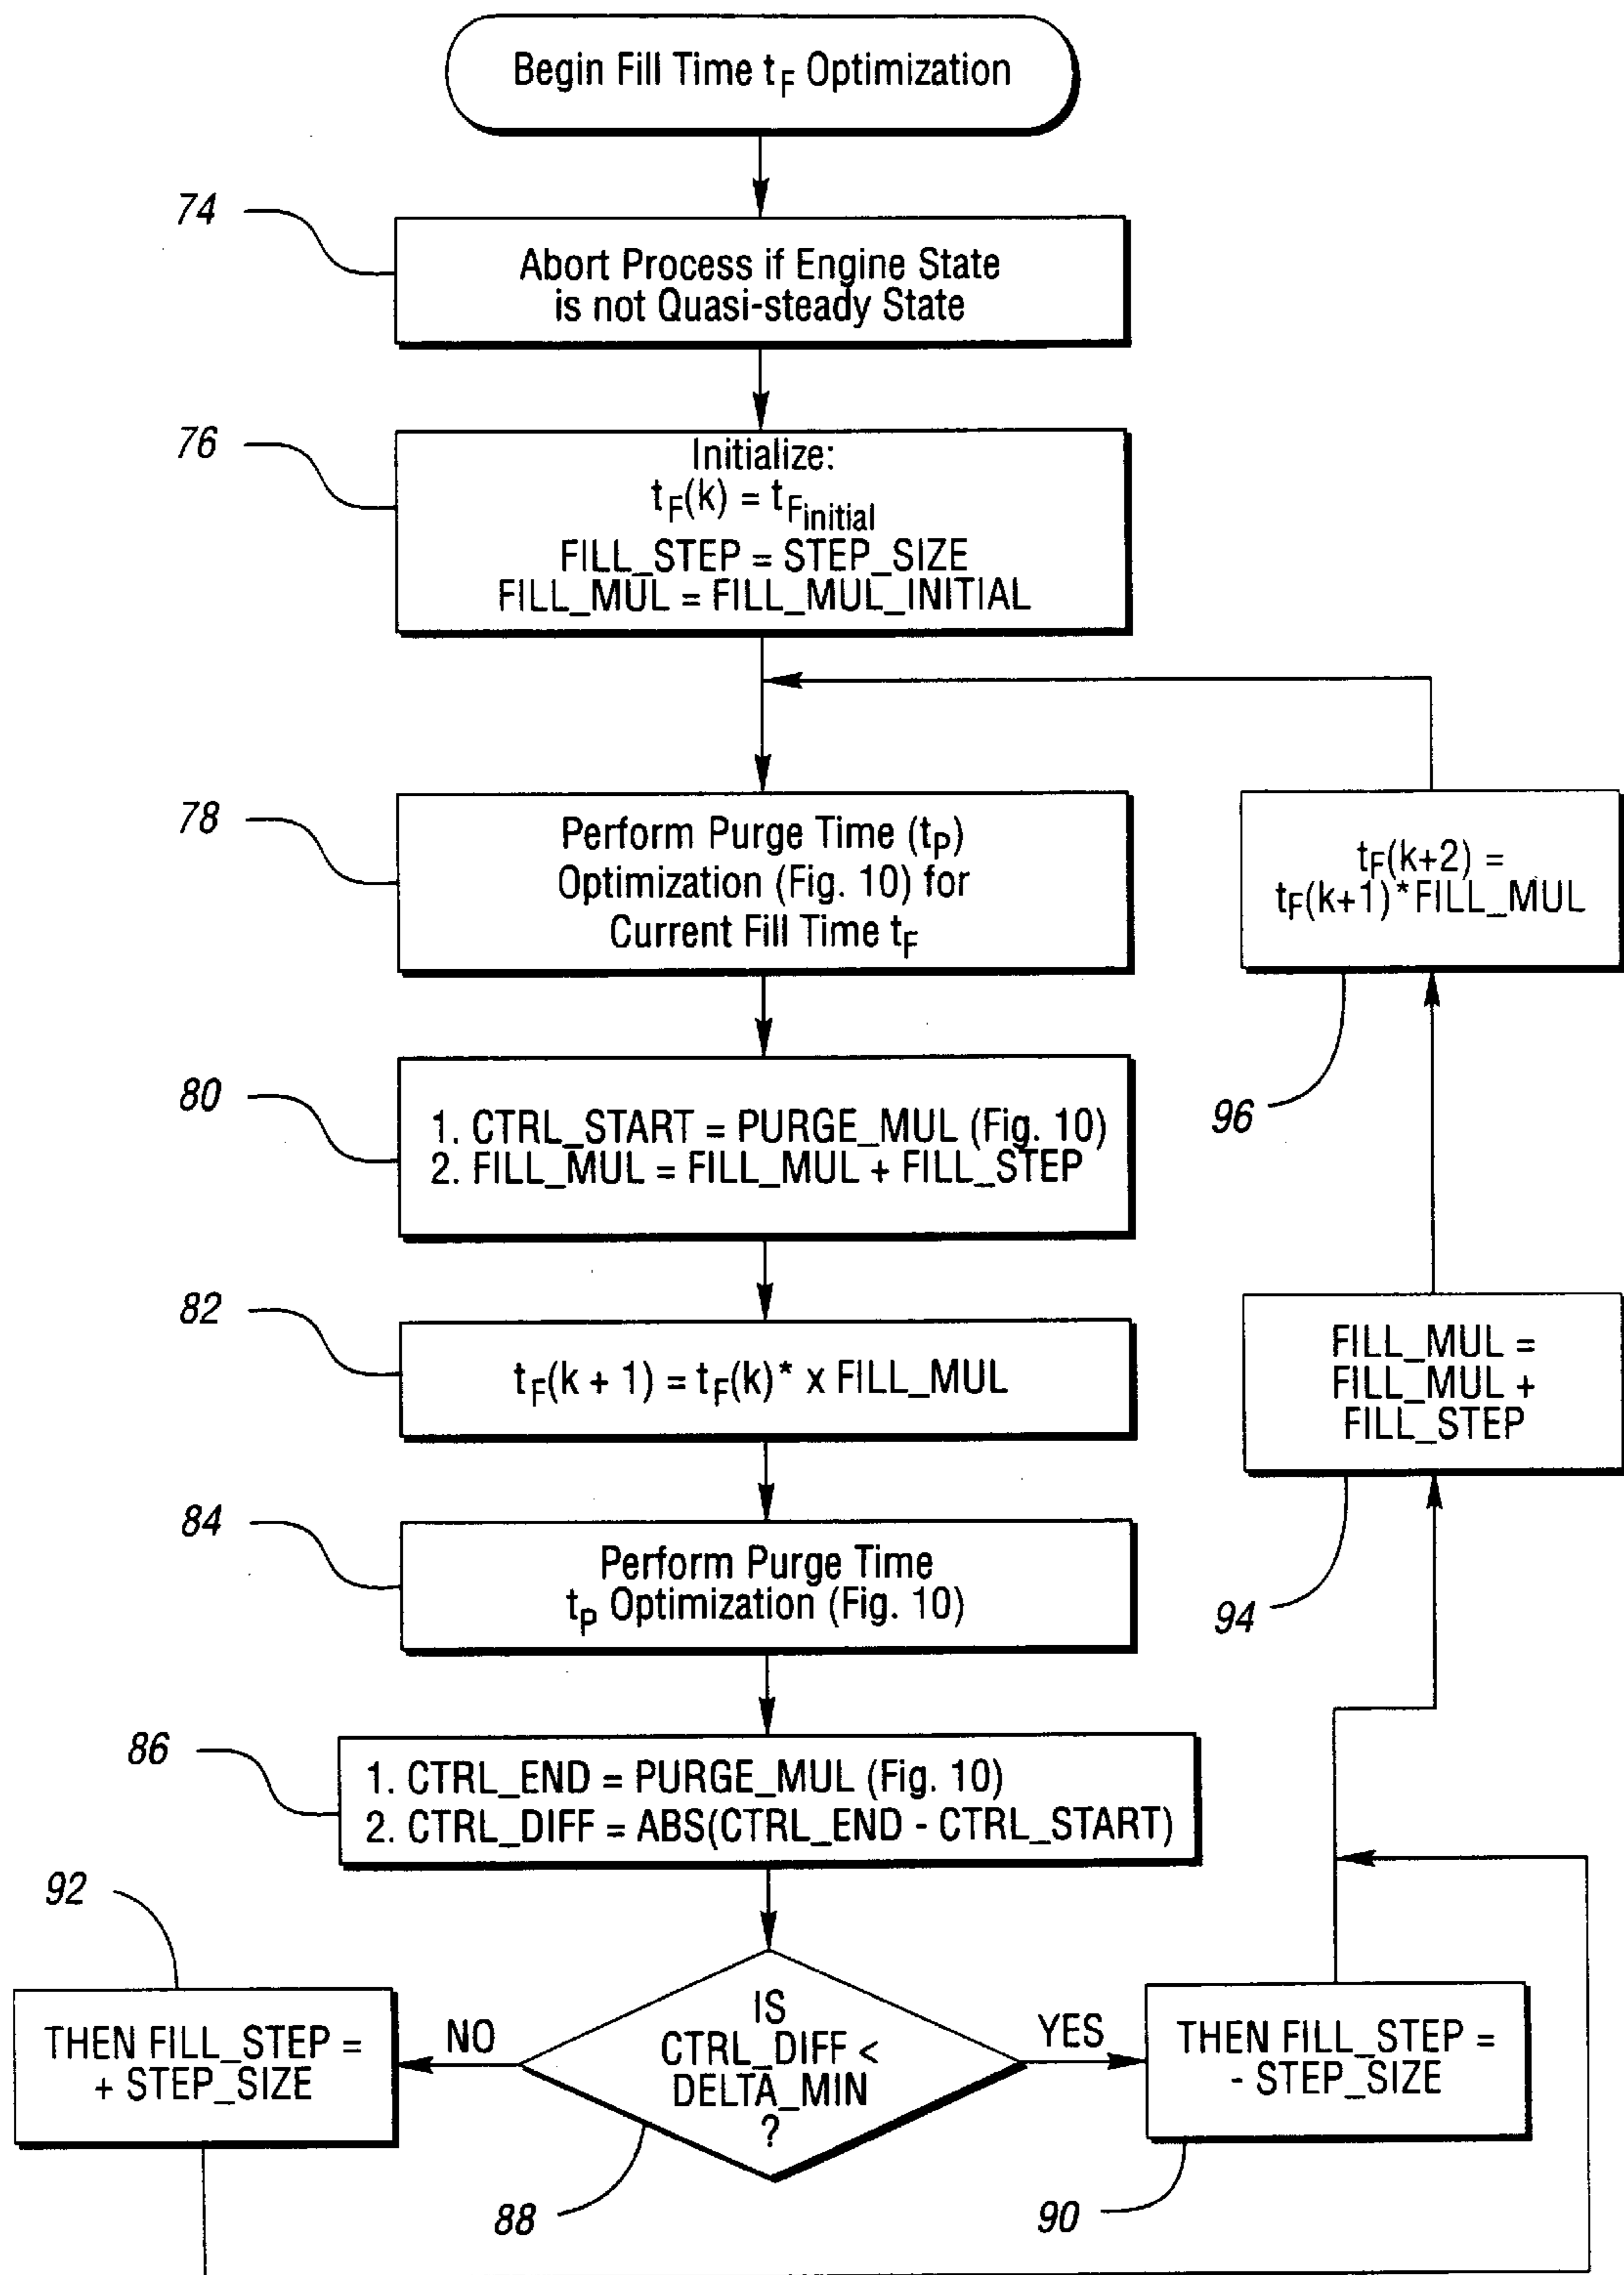 Begin Fill Time tF Optimization
74
Abort Process if Engine State
is not Quasi-steady State
76
Initialize:
tF(k) = tFinitial
FILL_STEP = STEP_SIZE
FILL_MUL = FILL_MUL_INITIAL
78
Perform Purge Time (tP)
Optimization (Fig. 10) for
Current Fill Time tF
tF(k+2) =
tF(k+1)*FILL_MUL
96
80
1. CTRL_START = PURGE_MUL (Fig. 10)
2. FILL_MUL = FILL_MUL + FILL_STEP
82
tF(k + 1) = tF(k)* x FILL_MUL
FILL_MUL =
FILL_MUL +
FILL_STEP
94
84
Perform Purge Time
tP Optimization (Fig. 10)
86
1. CTRL_END = PURGE_MUL (Fig. 10)
2. CTRL_DIFF = ABS(CTRL_END - CTRL_START)
92
THEN FILL_STEP =
+ STEP_SIZE
NO
IS
CTRL_DIFF <
DELTA_MIN
?
88
YES
THEN FILL_STEP =
- STEP_SIZE
90